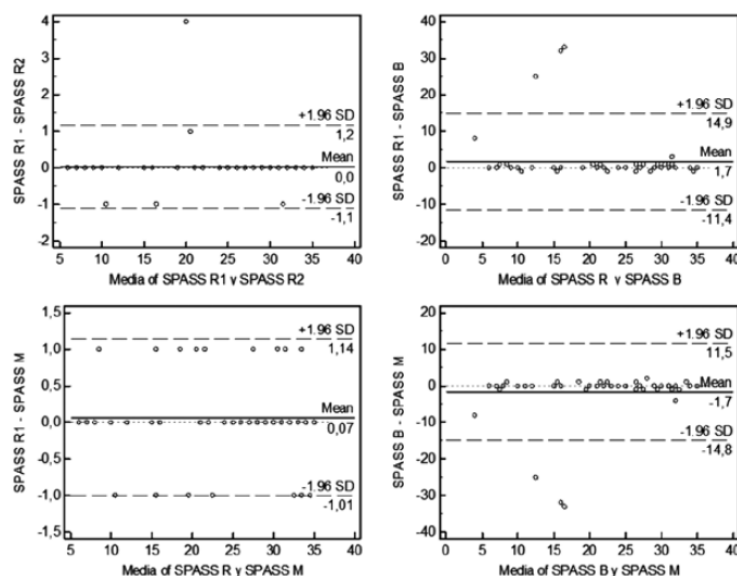 4
3
2
1
0
-1
2
5 10 15 20 25 30 35 40
SPASS R1 - SPASS R2
+1.96 SD
1,2
Mean
0,0
-1.96 SD
-1,1
Media of SPASS R1 y SPASS R2
40
30
20
10
0
-10
-20
0 5 10 15 20 25 30 35 40
SPASS R1 - SPASS B
+1.96 SD
14,9
Mean
1,7
-1.96 SD
-11,4
Media of SPASS R y SPASS B
1,5
1,0
0,5
0,0
-0,5
-1,0
-1,5
5 10 15 20 25 30 35 40
SPASS R1 - SPASS M
+1.96 SD
1,14
Mean
0,07
-1.96 SD
-1,01
Media of SPASS R y SPASS M
20
10
0
-10
-20
-30
-40
0 5 10 15 20 25 30 35 40
SPASS B - SPASS M
+1.96 SD
11,5
Mean
-1,7
-1.96 SD
-14,8
Media of SPASS B y SPASS M